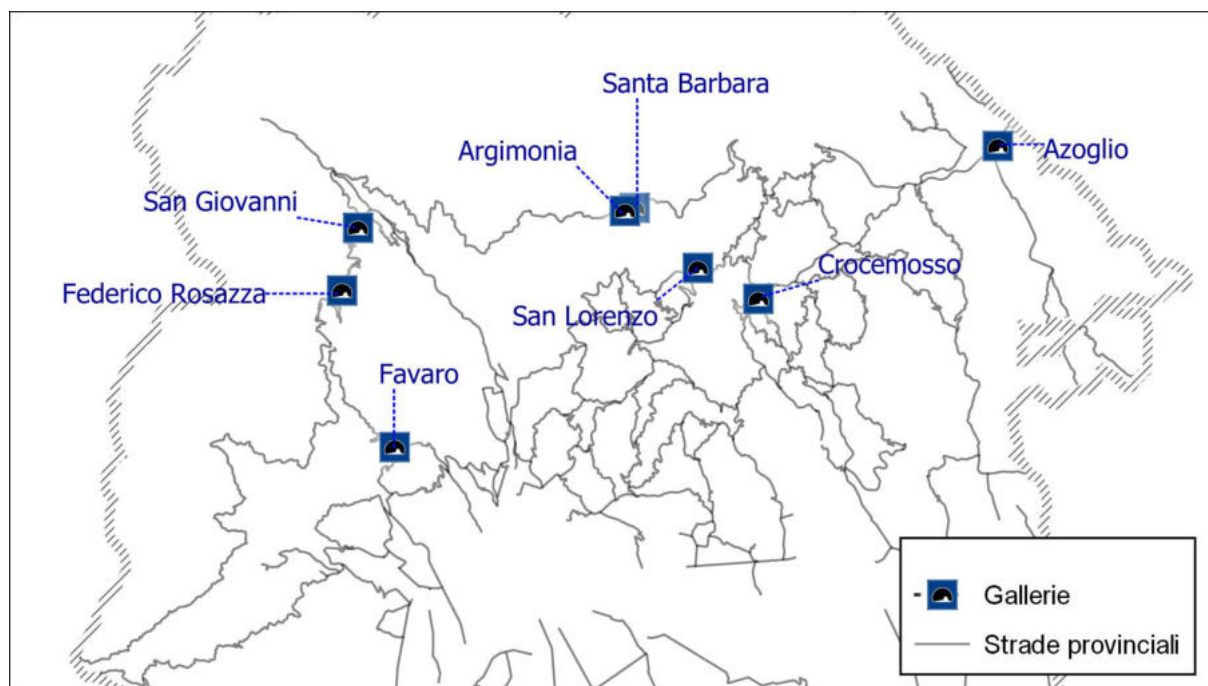 Santa Barbara
Argimonia
Azoglio
San Giovanni
Crocemosso
Federico Rosazza
San Lorenzo
Favaro
Gallerie
Strade provinciali